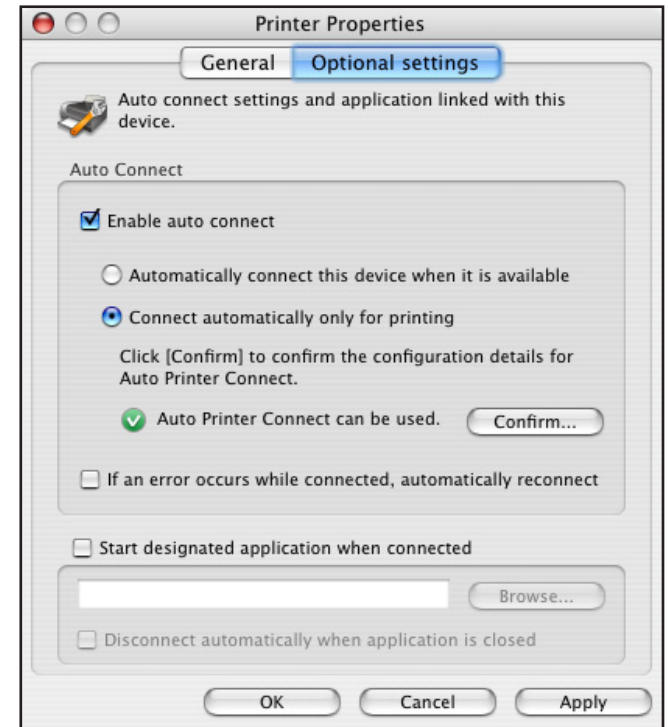 Printer Properties
General
Optional settings
Auto connect settings and application linked with this
device.
Auto Connect
Enable auto connect
Automatically connect this device when it is available
Connect automatically only for printing
Click [Confirm] to confirm the configuration details for
Auto Printer Connect.
Auto Printer Connect can be used.
Confirm...
If an error occurs while connected, automatically reconnect
Start designated application when connected
Browse...
Disconnect automatically when application is closed
OK
Cancel
Apply